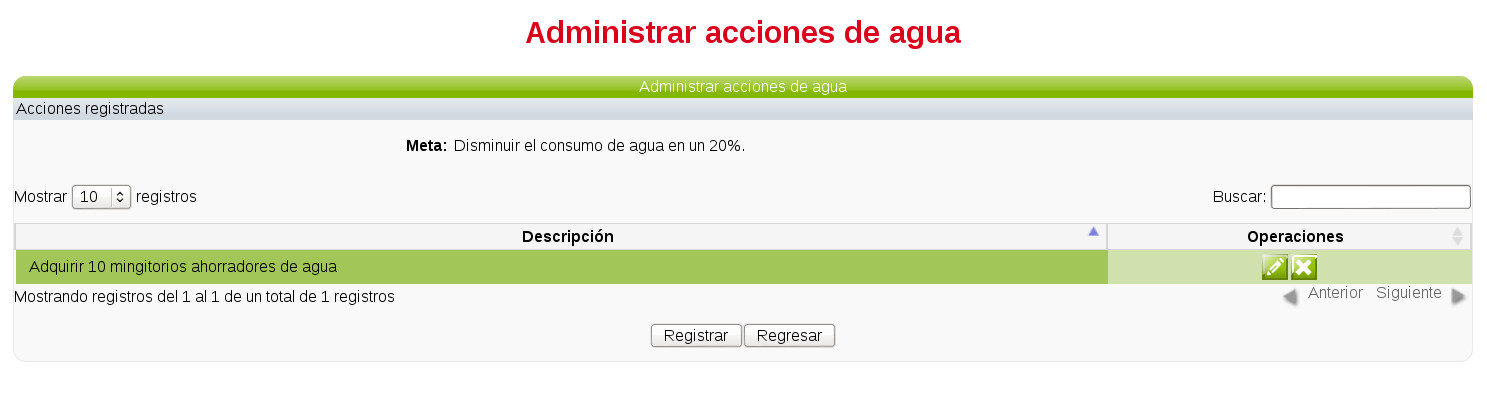 Administrar acciones de agua
Administrar acciones de agua
Acciones registradas
Meta: Disminuir el consumo de agua en un 20%.
Mostrar 10 registros Buscar:
Descripción Operaciones
Adquirir 10 mingitorios ahorradores de agua
Mostrando registros del 1 al 1 de un total de 1 registros Anterior Siguiente
Registrar Regresar